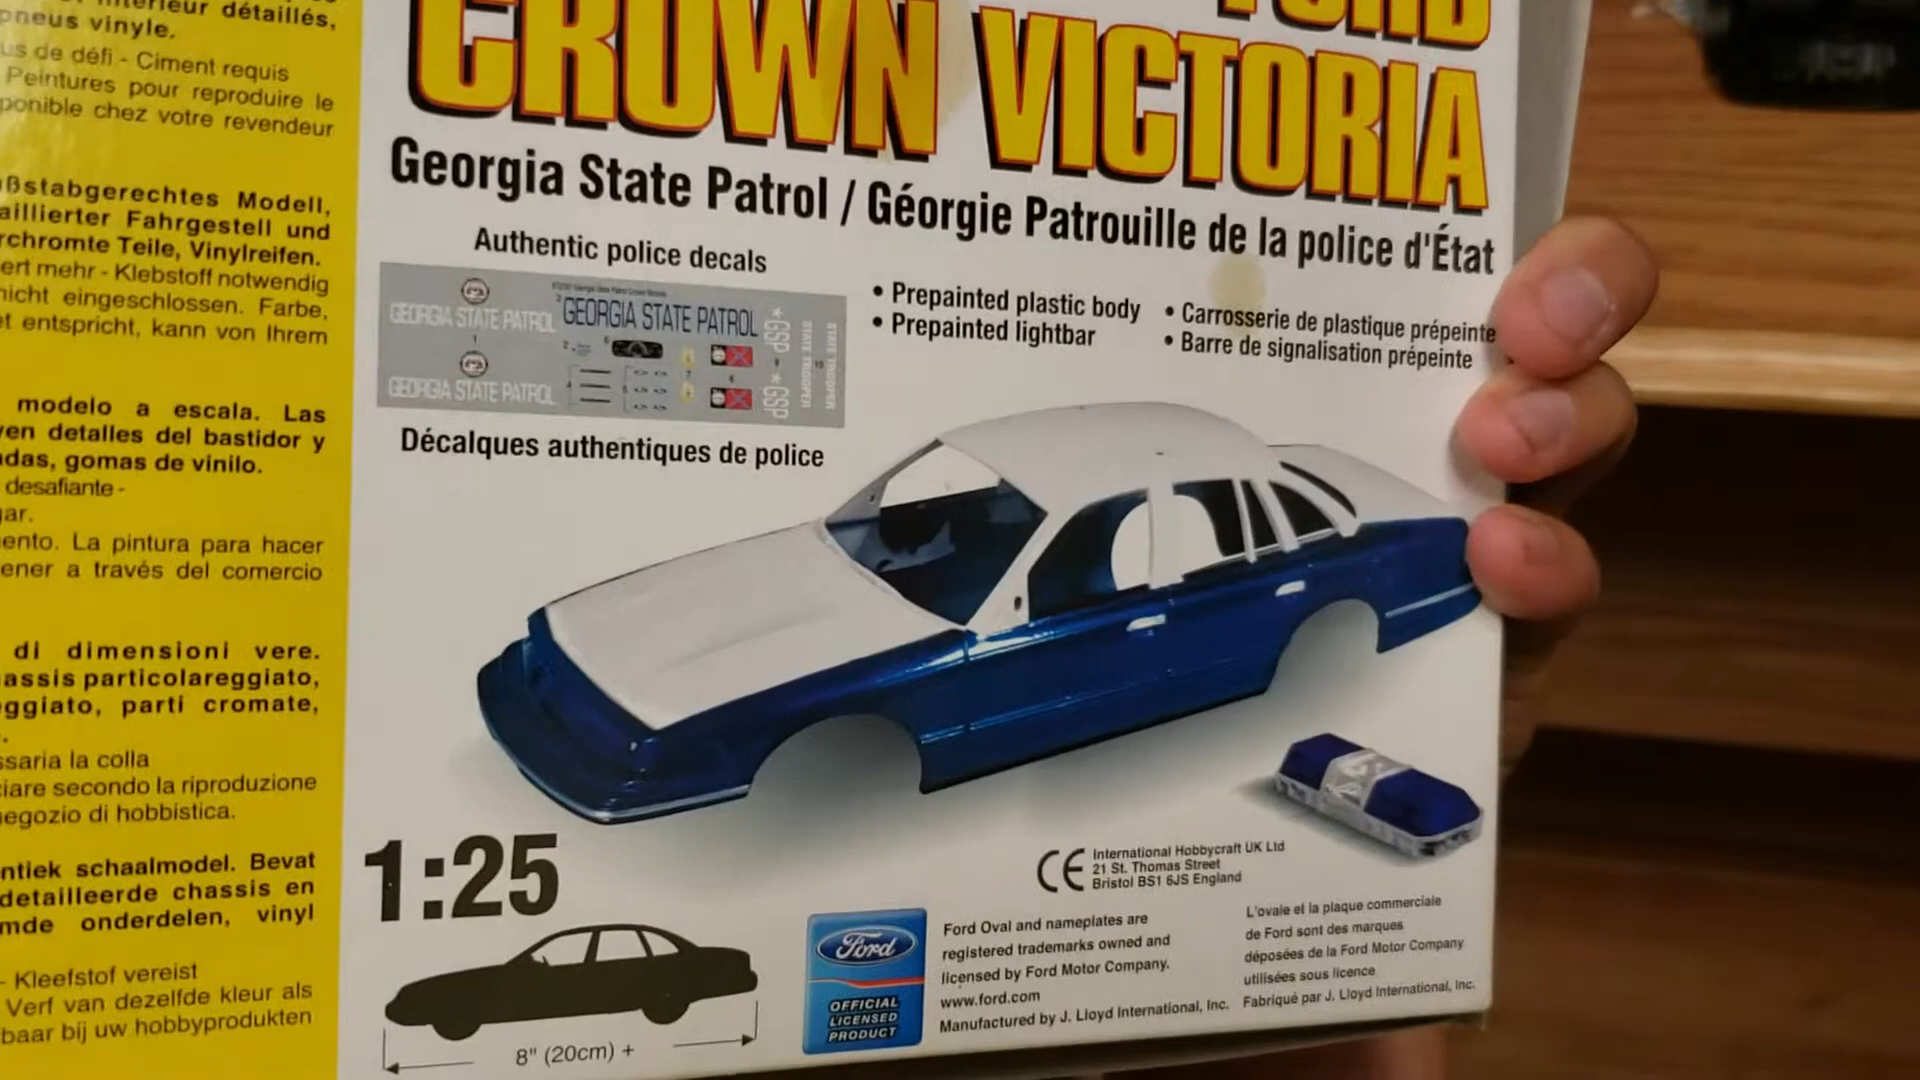 intérieur détaillés,
pneus vinyle.
us de défi - Ciment requis
Peintures pour reproduire le
ponible chez votre revendeur
ßstabgerechtes Modell,
aillierter Fahrgestell und
rchromte Teile, Vinylreifen.
ert mehr - Klebstoff notwendig
nicht eingeschlossen. Farbe,
et entspricht, kann von Ihrem
modelo a escala. Las
yen detalles del bastidor y
adas, gomas de vinilo.
desafiante -
gar.
ento. La pintura para hacer
ener a través del comercio
di dimensioni vere.
assis particolareggiato,
eggiato, parti cromate,
ssaria la colla
ciare secondo la riproduzione
negozio di hobbistica.
ntiek schaalmodel. Bevat
detailleerde chassis en
mde onderdelen, vinyl
- Kleefstof vereist
Verf van dezelfde kleur als
baar bij uw hobbyprodukten
FORD
CROWN VICTORIA
Georgia State Patrol / Géorgie Patrouille de la police d'État
Authentic police decals
GEORGIA STATE PATROL
GEORGIA STATE PATROL
GEORGIA STATE PATROL
GSP
GSP
STATE TROOPER
STATE TROOPER
Décalques authentiques de police
• Prepainted plastic body
• Prepainted lightbar
• Carrosserie de plastique prépeinte
• Barre de signalisation prépeinte
1:25
8" (20cm) +
CE
International Hobbycraft UK Ltd
21 St. Thomas Street
Bristol BS1 6JS England
Ford
OFFICIAL
LICENSED
PRODUCT
Ford Oval and nameplates are
registered trademarks owned and
licensed by Ford Motor Company.
www.ford.com
Manufactured by J. Lloyd International, Inc.
L'ovale et la plaque commerciale
de Ford sont des marques
déposées de la Ford Motor Company
utilisées sous licence
Fabriqué par J. Lloyd International, Inc.